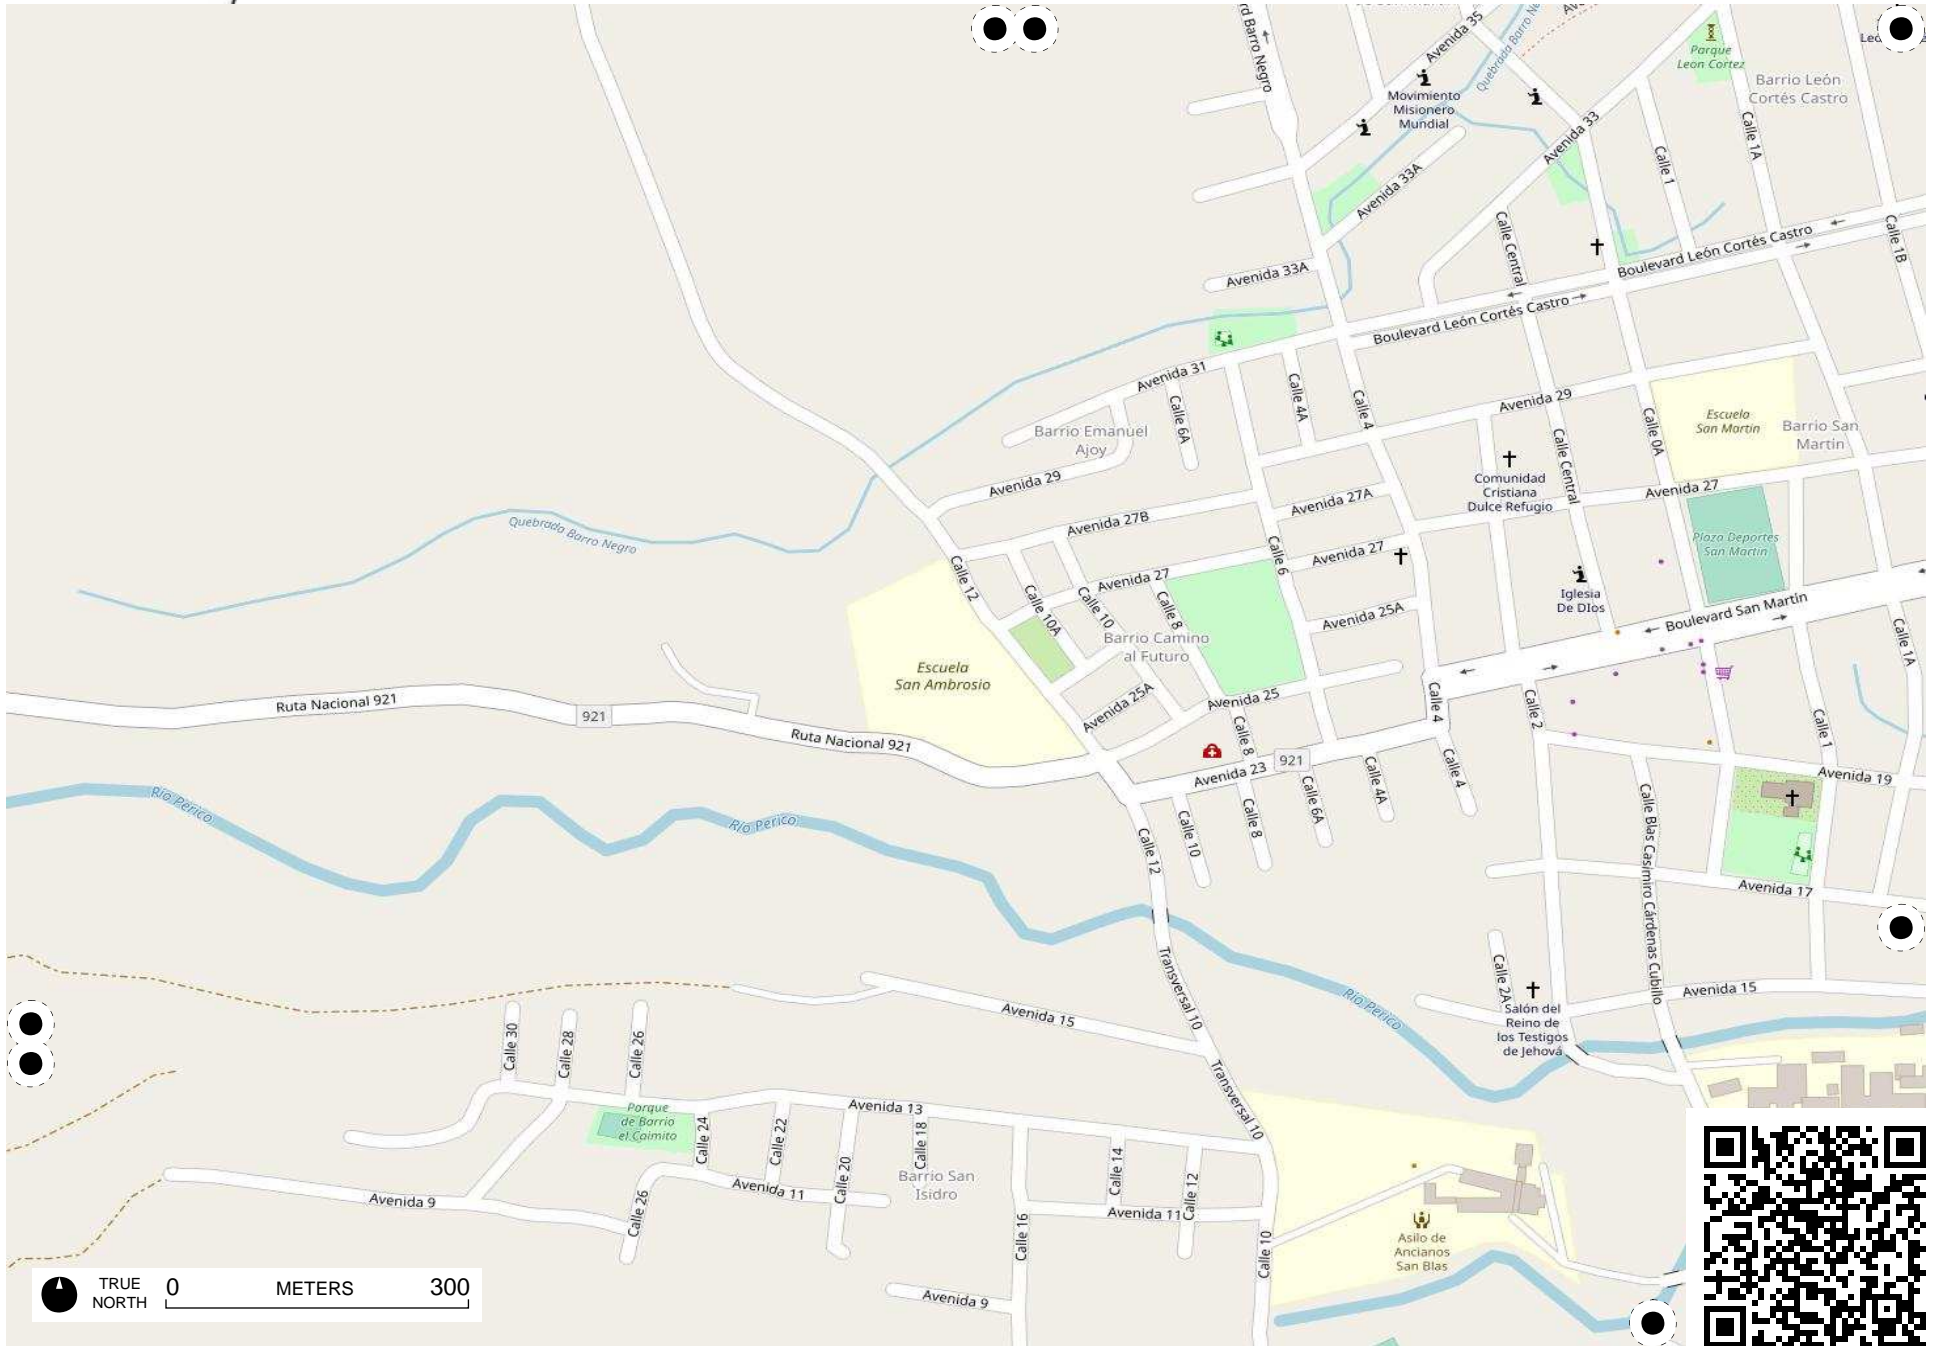 Avenida 35
Barro Negro
Quebrada Barro Ne
Parque
Leon Cortez
Barrio León
Cortés Castro
Movimiento
Misionero
Mundial
Avenida 33
Calle 1A
Calle 1
Avenida 33A
Calle Central
Boulevard León Cortés Castro
Calle 1B
Avenida 33A
Boulevard León Cortés Castro
Avenida 31
Calle 6A
Calle 4A
Calle 4
Avenida 29
Calle 0A
Escuela
San Martin
Barrio San
Martín
Barrio Emanuel
Ajoy
Calle Central
Comunidad
Cristiana
Dulce Refugio
Avenida 29
Avenida 27A
Avenida 27
Avenida 27B
Quebrada Barro Negro
Calle 6
Avenida 27
Plaza Deportes
San Martin
Calle 12
Avenida 27
Calle 10A
Calle 10
Calle 8
Iglesia
De DIos
Avenida 25A
Boulevard San Martín
Barrio Camino
al Futuro
Calle 1A
Escuela
San Ambrosio
Avenida 25A
Avenida 25
Calle 4
Calle 2
Calle 1
Ruta Nacional 921
921
Ruta Nacional 921
Calle 8
Avenida 23
921
Calle 4
Calle 4A
Calle 6A
Avenida 19
Río Perico
Río Perico
Calle 8
Calle 10
Calle 12
Calle Blas Casimiro Cárdenas Cubillo
Avenida 17
Transversal 10
Calle 2A
Avenida 15
Río Perico
Salón del
Reino de
los Testigos
de Jehová
Avenida 15
Calle 30
Calle 28
Calle 26
Transversal 10
Parque
de Barrio
el Caimito
Avenida 13
Calle 24
Calle 22
Calle 20
Calle 18
Barrio San
Isidro
Calle 14
Calle 12
Avenida 9
Calle 26
Avenida 11
Avenida 11
Calle 16
Calle 10
Asilo de
Ancianos
San Blas
Avenida 9
TRUE
NORTH
0 METERS 300